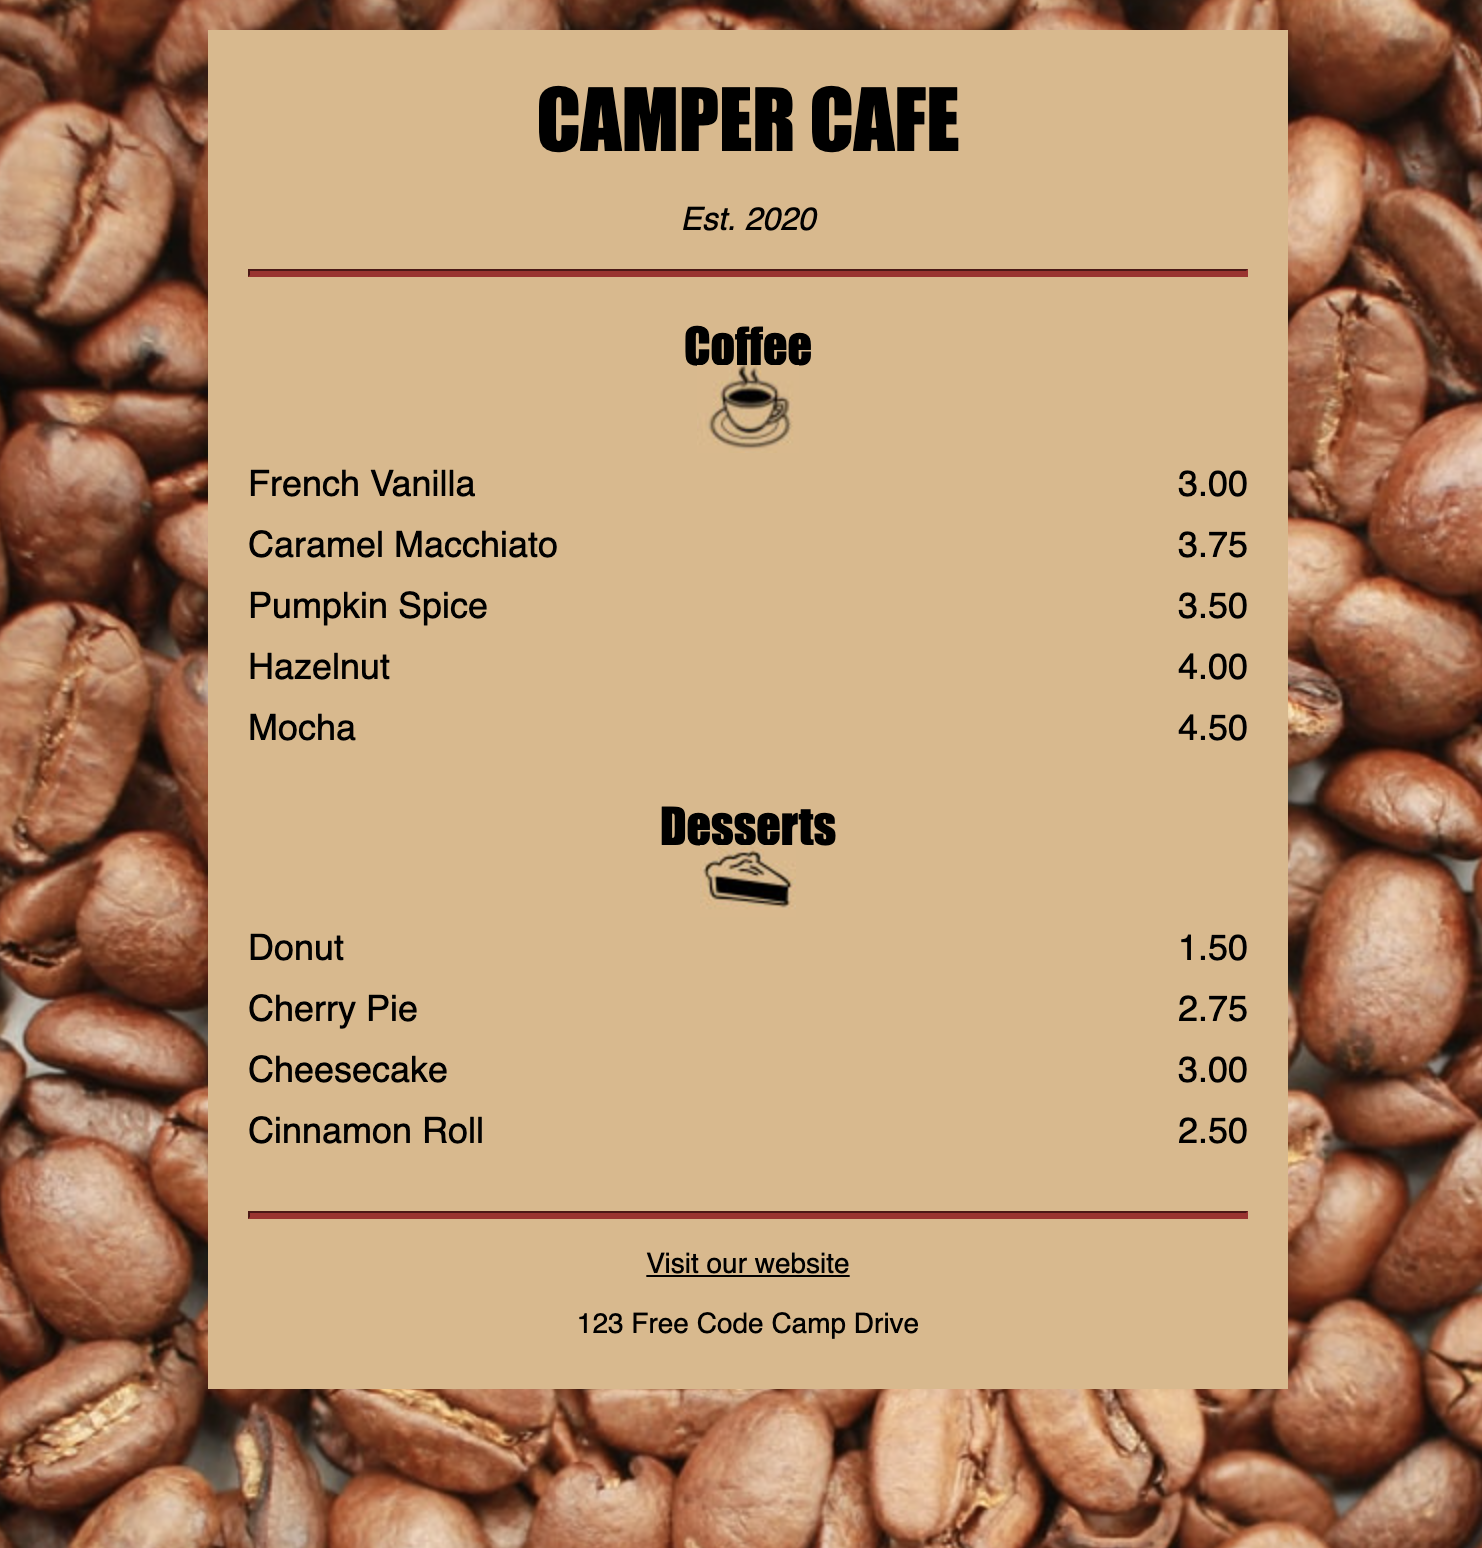 CAMPER CAFE
Est. 2020
Coffee
French Vanilla 3.00
Caramel Macchiato 3.75
Pumpkin Spice 3.50
Hazelnut 4.00
Mocha 4.50
Desserts
Donut 1.50
Cherry Pie 2.75
Cheesecake 3.00
Cinnamon Roll 2.50
Visit our website
123 Free Code Camp Drive